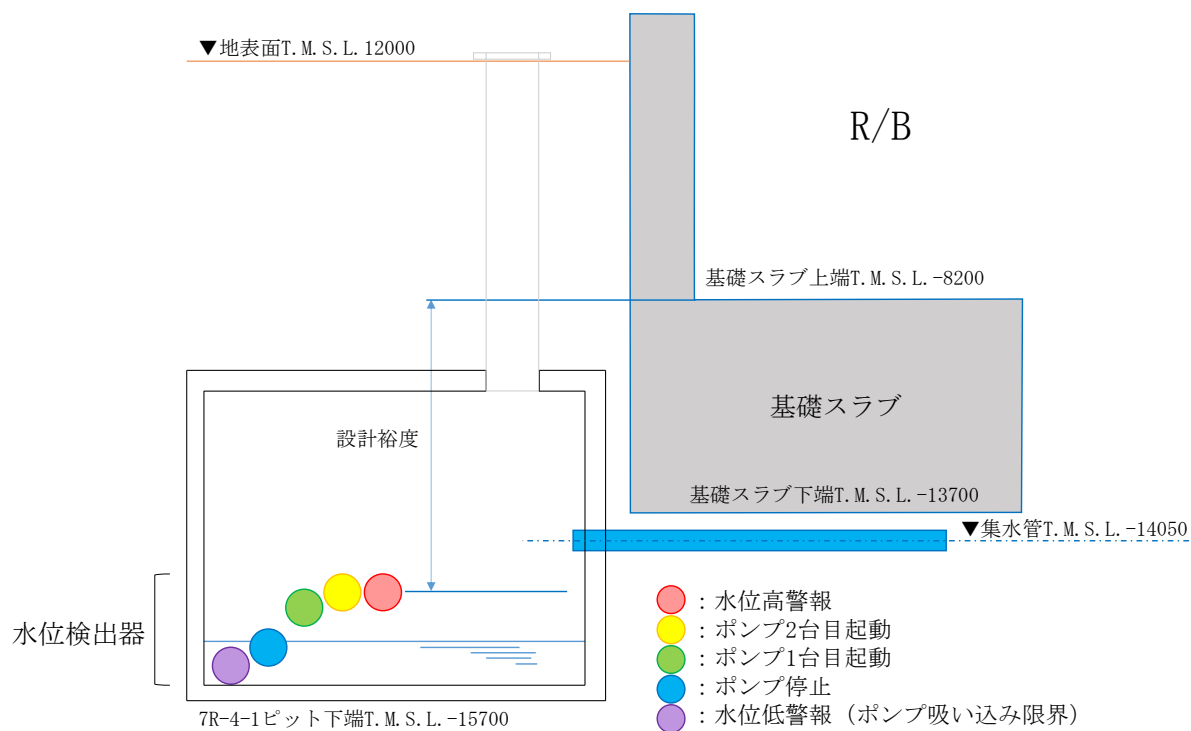 ▼地表面T.M.S.L.12000
R/B
基礎スラブ上端T.M.S.L.-8200
基礎スラブ
設計裕度
基礎スラブ下端T.M.S.L.-13700
▼集水管T.M.S.L.-14050
水位検出器
：水位高警報
：ポンプ2台目起動
：ポンプ1台目起動
：ポンプ停止
：水位低警報（ポンプ吸い込み限界）
7R-4-1ピット下端T.M.S.L.-15700